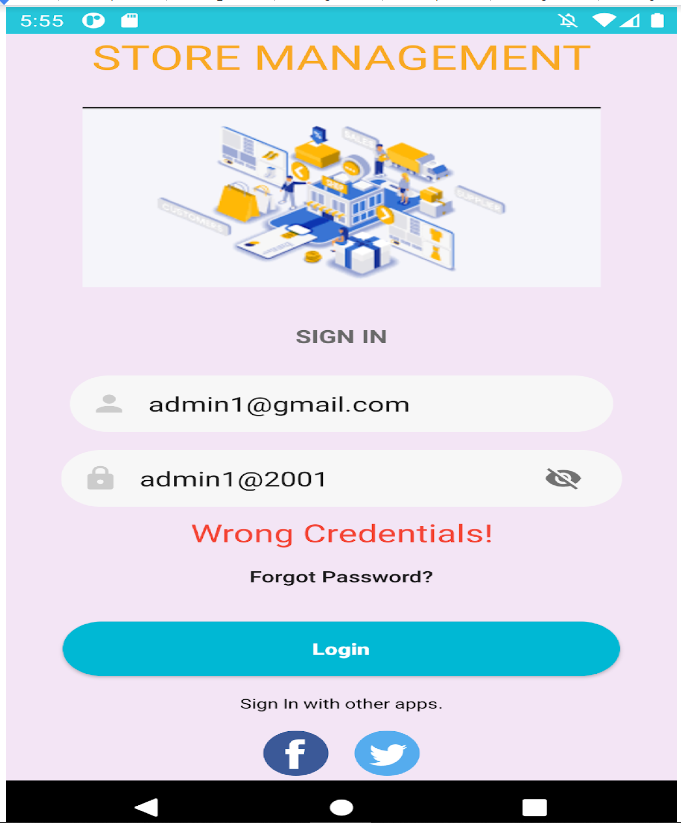 5:55
STORE MANAGEMENT
SIGN IN
admin1@gmail.com
admin1@2001
Wrong Credentials!
Forgot Password?
Login
Sign In with other apps.
f